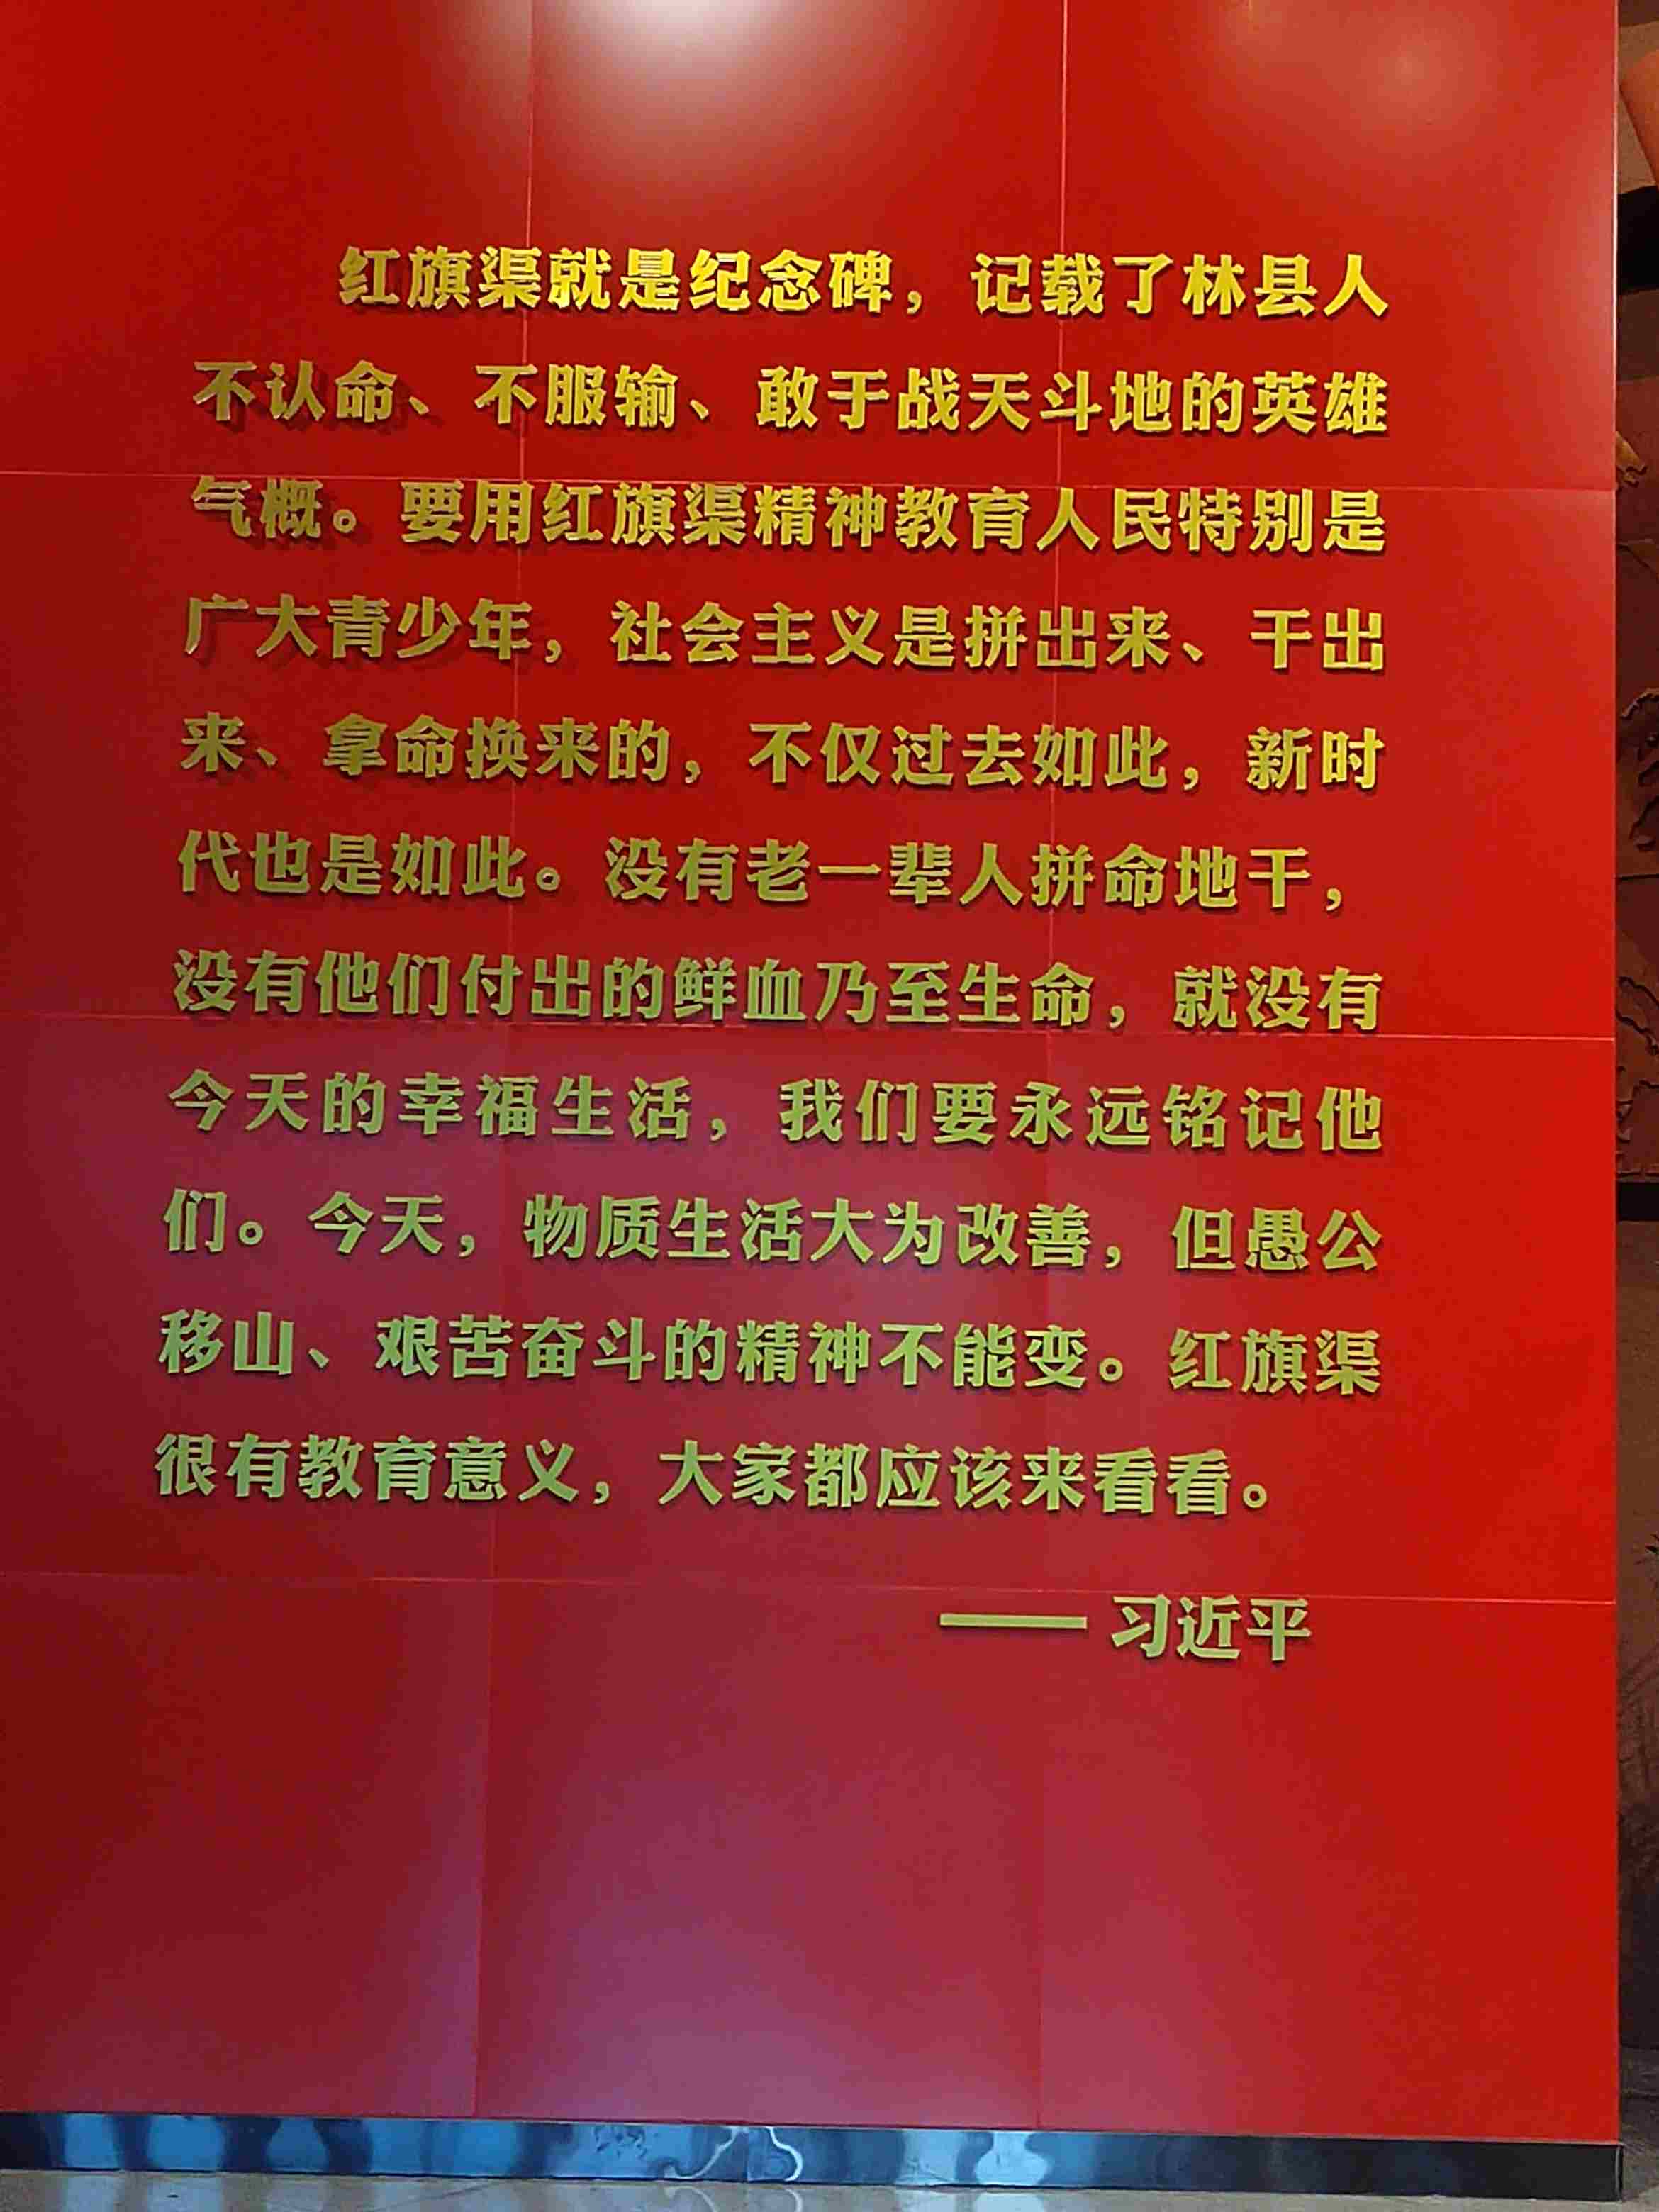 红旗渠就是纪念碑，记载了林县人
不认命、不服输、敢于战天斗地的英雄
气概。要用红旗渠精神教育人民特别是
广大青少年，社会主义是拼出来、干出
来、拿命换来的，不仅过去如此，新时
代也是如此。没有老一辈人拼命地干，
没有他们付出的鲜血乃至生命，就没有
今天的幸福生活，我们要永远铭记他
们。今天，物质生活大为改善，但愚公
移山、艰苦奋斗的精神不能变。红旗渠
很有教育意义，大家都应该来看看。
——习近平